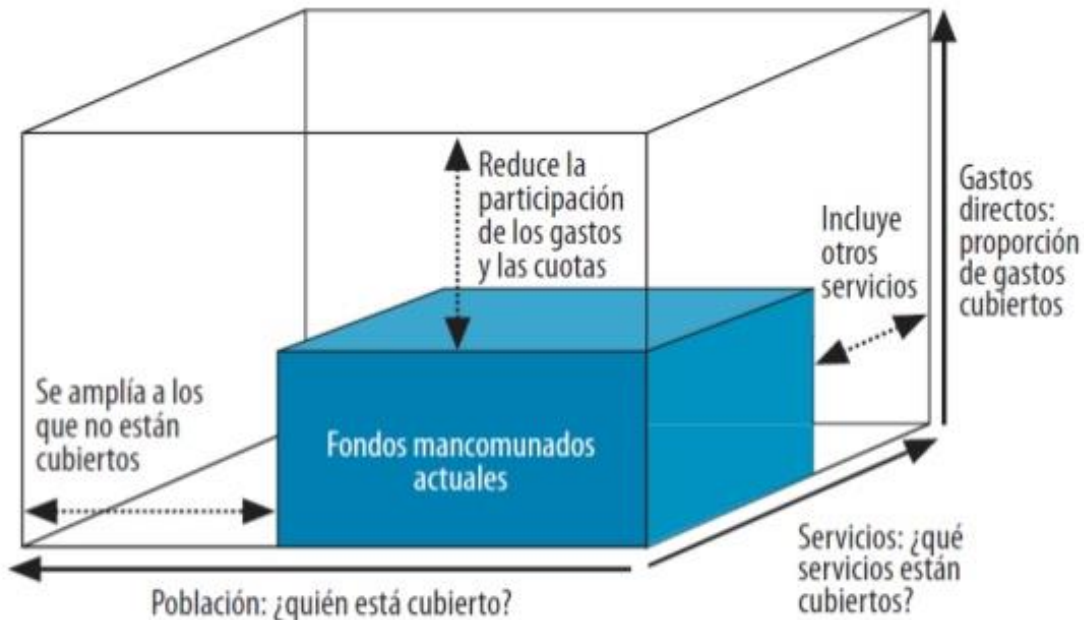 Reduce la
participación
de los gastos
y las cuotas
Incluye
otros
servicios
Gastos
directos:
proporción
de gastos
cubiertos
Se amplía a los
que no están
cubiertos
Fondos mancomunados
actuales
Servicios: ¿qué
servicios están
cubiertos?
Población: ¿quién está cubierto?